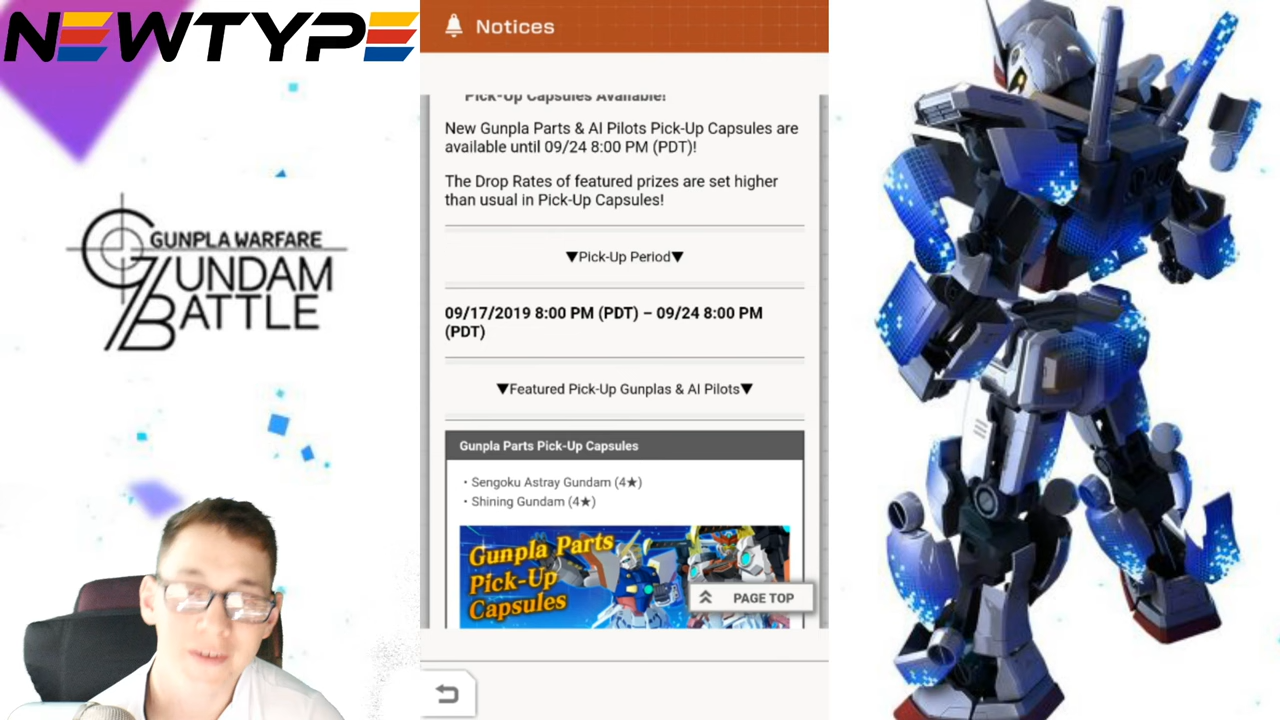 NEWTYPE
GUNPLA WARFARE
GUNDAM
BATTLE
Notices
Pick-Up Capsules Available!
New Gunpla Parts & AI Pilots Pick-Up Capsules are
available until 09/24 8:00 PM (PDT)!
The Drop Rates of featured prizes are set higher
than usual in Pick-Up Capsules!
▼Pick-Up Period▼
09/17/2019 8:00 PM (PDT) – 09/24 8:00 PM
(PDT)
▼Featured Pick-Up Gunplas & AI Pilots▼
Gunpla Parts Pick-Up Capsules
・Sengoku Astray Gundam (4★)
・Shining Gundam (4★)
Gunpla Parts
Pick-Up
Capsules
PAGE TOP